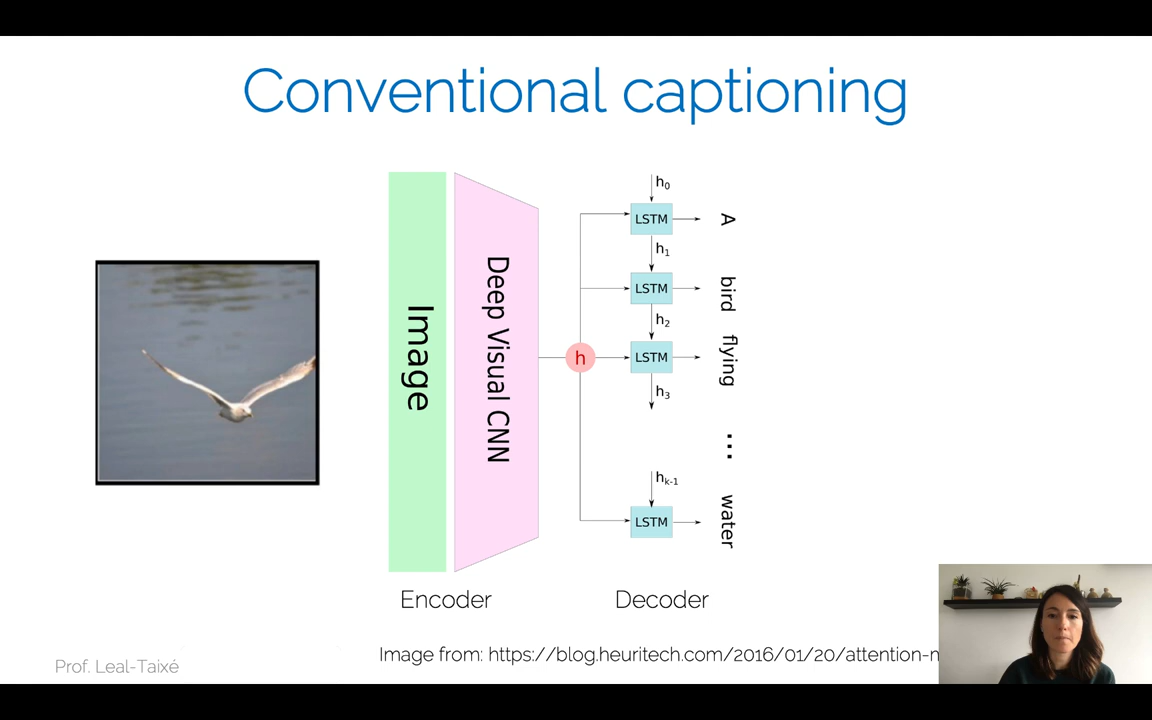 Conventional captioning
Image
Deep Visual CNN
h
h₀
LSTM
A
h₁
LSTM
bird
h₂
LSTM
flying
h₃
...
hₖ₋₁
LSTM
water
Encoder
Decoder
Image from: https://blog.heuritech.com/2016/01/20/attention-
Prof. Leal-Taixé